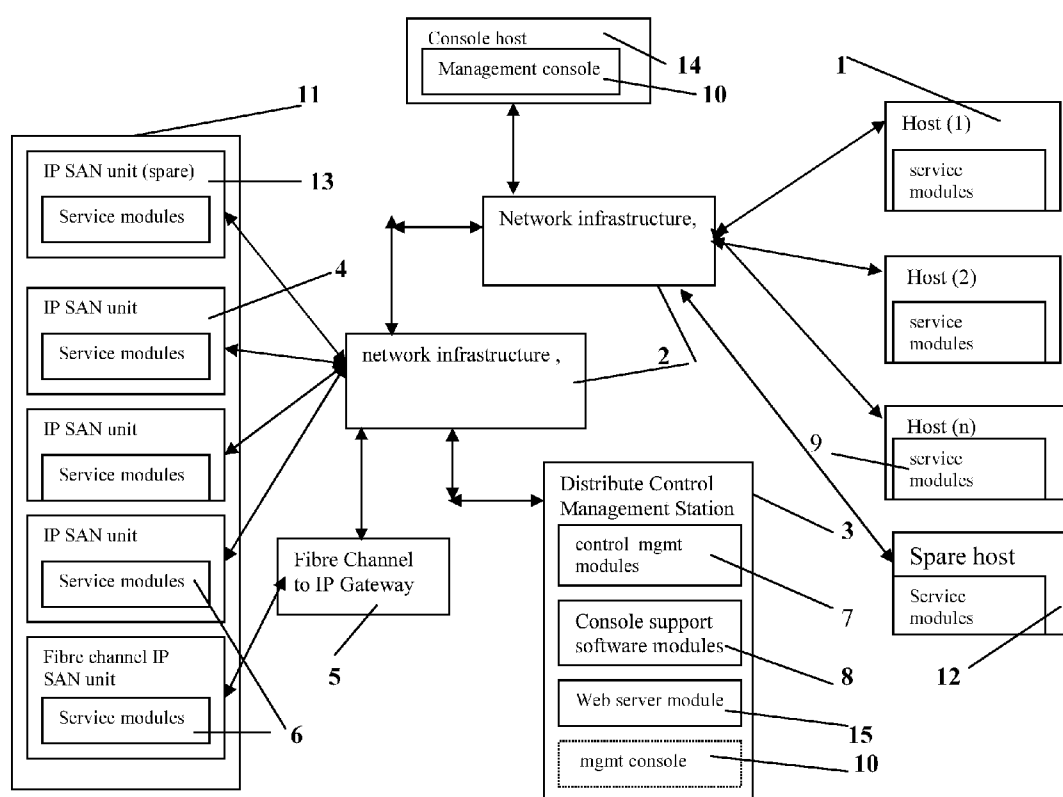 Console host
Management console
14
10
11
IP SAN unit (spare)
13
Service modules
4
IP SAN unit
Service modules
IP SAN unit
Service modules
IP SAN unit
Service modules
Fibre channel IP
SAN unit
Service modules
6
Network infrastructure,
network infrastructure ,
2
Fibre Channel
to IP Gateway
5
Distribute Control
Management Station
3
control mgmt
modules
7
Console support
software modules
8
Web server module
15
mgmt console
10
1
Host (1)
service
modules
Host (2)
service
modules
Host (n)
9
service
modules
Spare host
Service
modules
12